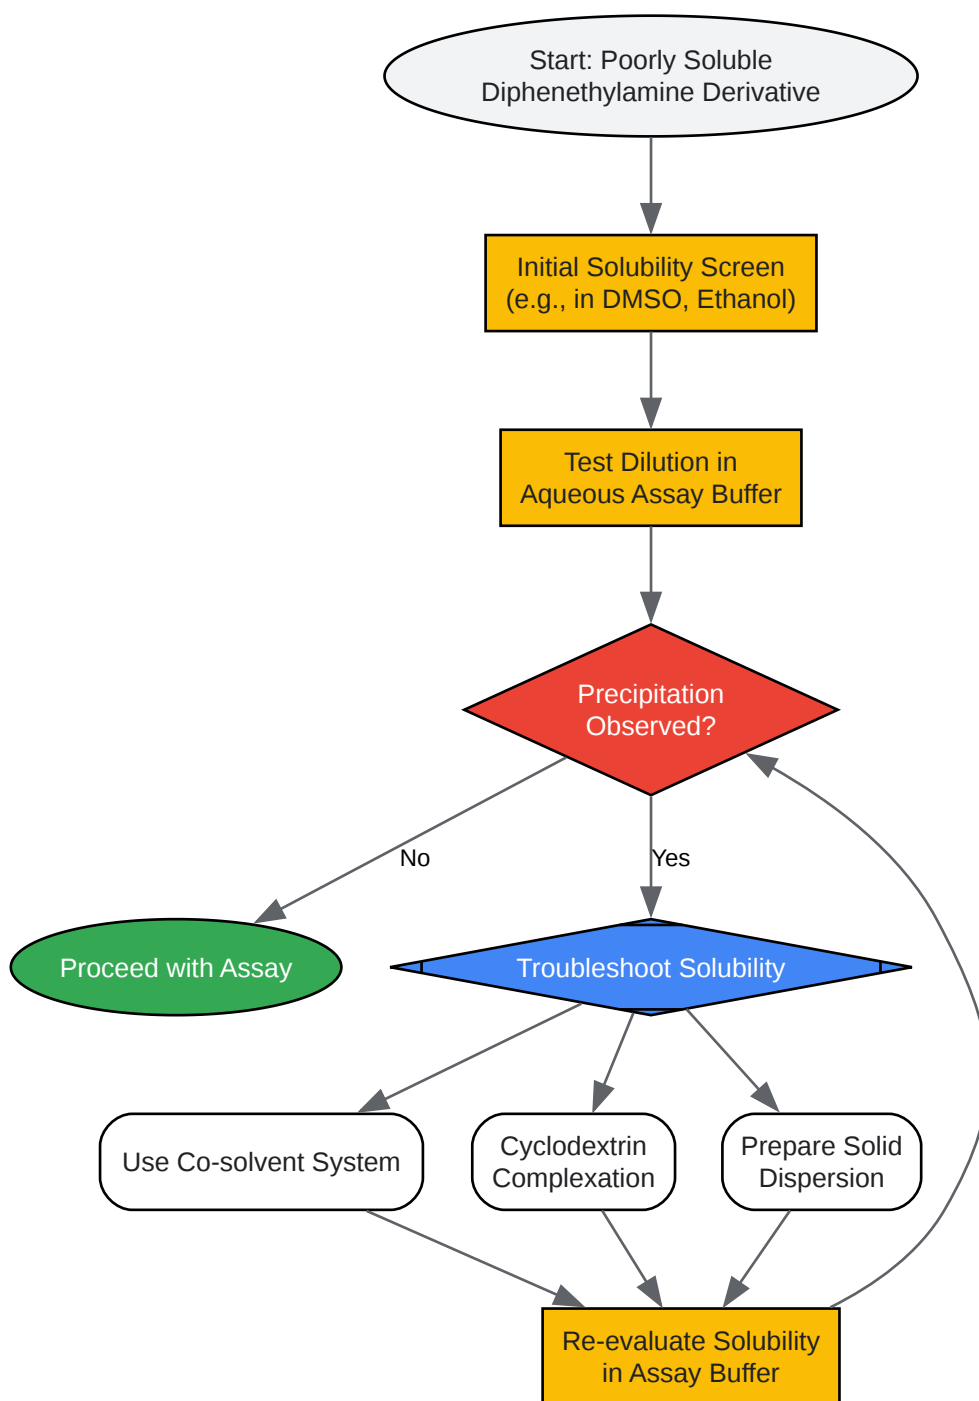 Start: Poorly Soluble
Diphenethylamine Derivative
Initial Solubility Screen
(e.g., in DMSO, Ethanol)
Test Dilution in
Aqueous Assay Buffer
Precipitation
Observed?
No
Yes
Proceed with Assay
Troubleshoot Solubility
Use Co-solvent System
Cyclodextrin
Complexation
Prepare Solid
Dispersion
Re-evaluate Solubility
in Assay Buffer